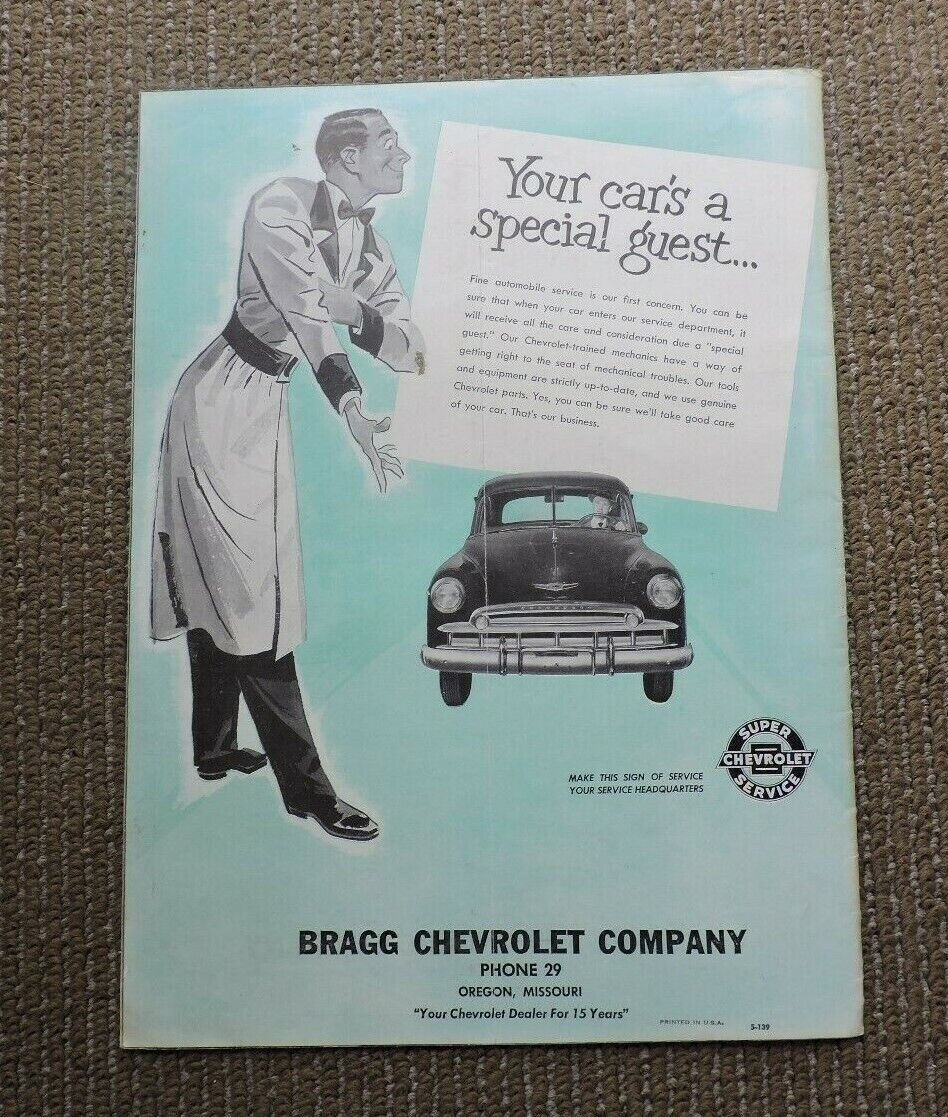 Your car's a
special guest...
Fine automobile service is our first concern. You can be
sure that when your car enters our service department, it
will receive all the care and consideration due a "special
guest." Our Chevrolet-trained mechanics have a way of
getting right to the seat of mechanical troubles. Our tools
and equipment are strictly up-to-date, and we use genuine
Chevrolet parts. Yes, you can be sure we'll take good care
of your car. That's our business.
CHEVROLET
MAKE THIS SIGN OF SERVICE
YOUR SERVICE HEADQUARTERS
SUPER
CHEVROLET
SERVICE
BRAGG CHEVROLET COMPANY
PHONE 29
OREGON, MISSOURI
"Your Chevrolet Dealer For 15 Years"
PRINTED IN U.S.A.
S-139